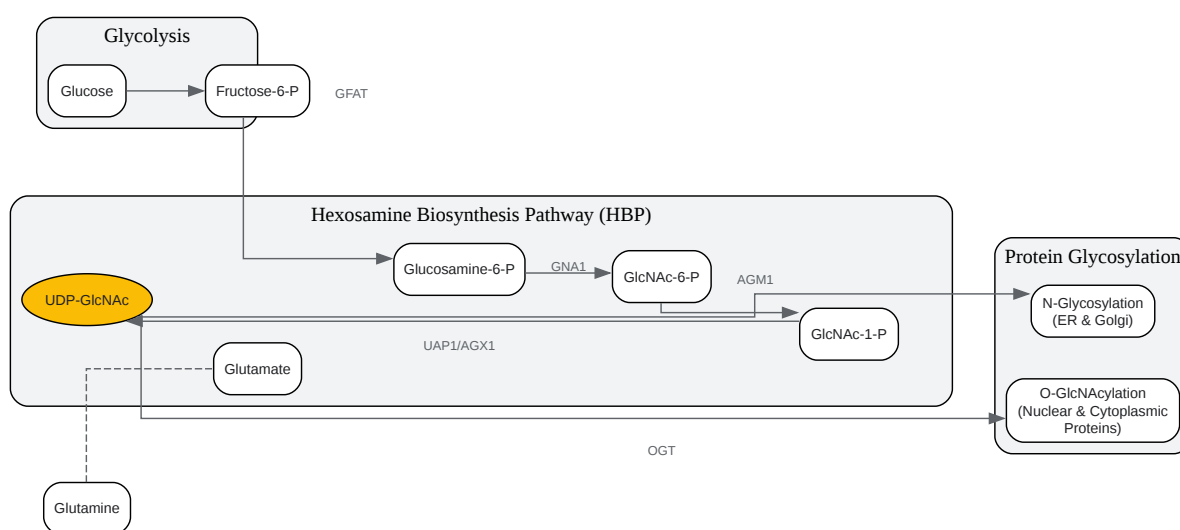 Glycolysis
Glucose
Fructose-6-P
GFAT
Hexosamine Biosynthesis Pathway (HBP)
Glucosamine-6-P
GNA1
GlcNAc-6-P
AGM1
UDP-GlcNAc
GlcNAc-1-P
UAP1/AGX1
Glutamate
Protein Glycosylation
N-Glycosylation
(ER & Golgi)
O-GlcNAcylation
(Nuclear & Cytoplasmic
Proteins)
OGT
Glutamine